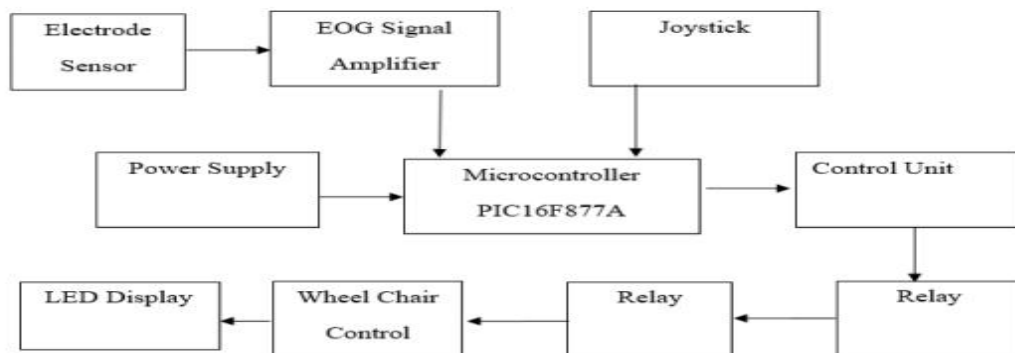 Electrode
Sensor
EOG Signal
Amplifier
Joystick
Power Supply
Microcontroller
PIC16F877A
Control Unit
LED Display
Wheel Chair
Control
Relay
Relay